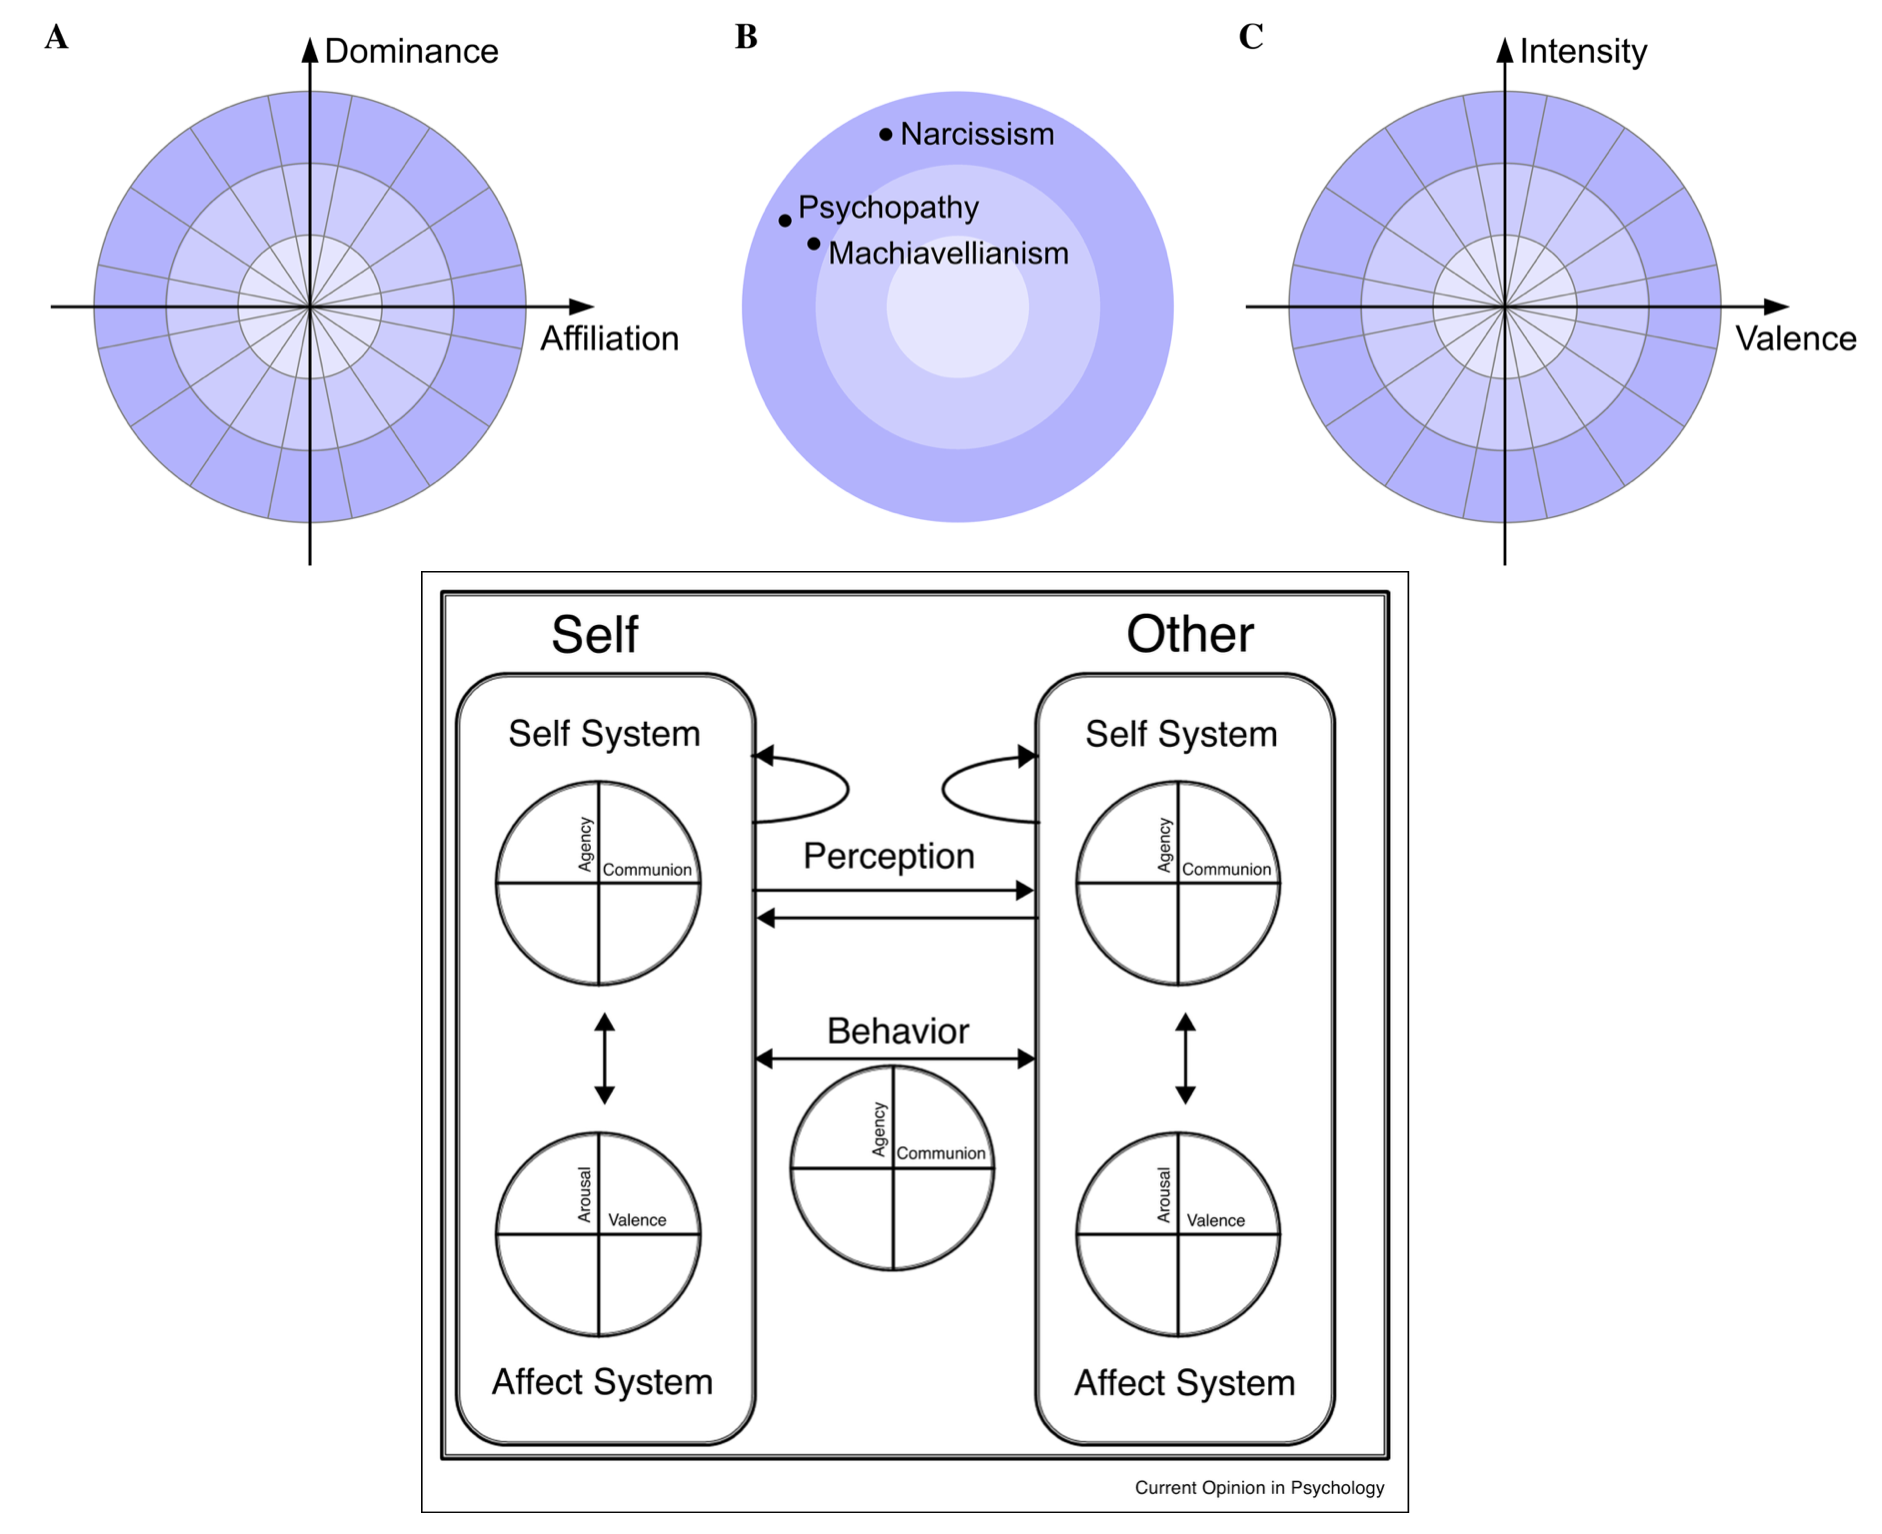 A
Dominance
Affiliation
B
Narcissism
Psychopathy
Machiavellianism
C
Intensity
Valence
Self
Other
Self System
Self System
Agency
Communion
Perception
Agency
Communion
Behavior
Agency
Communion
Arousal
Valence
Arousal
Valence
Affect System
Affect System
Current Opinion in Psychology